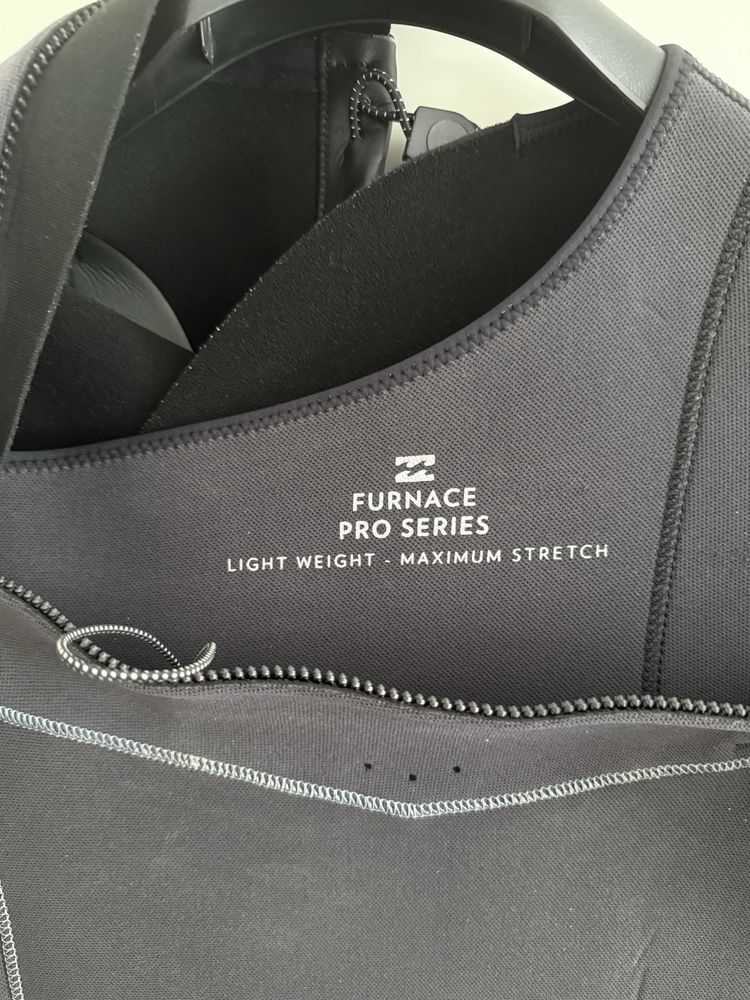 FURNACE
PRO SERIES
LIGHT WEIGHT - MAXIMUM STRETCH